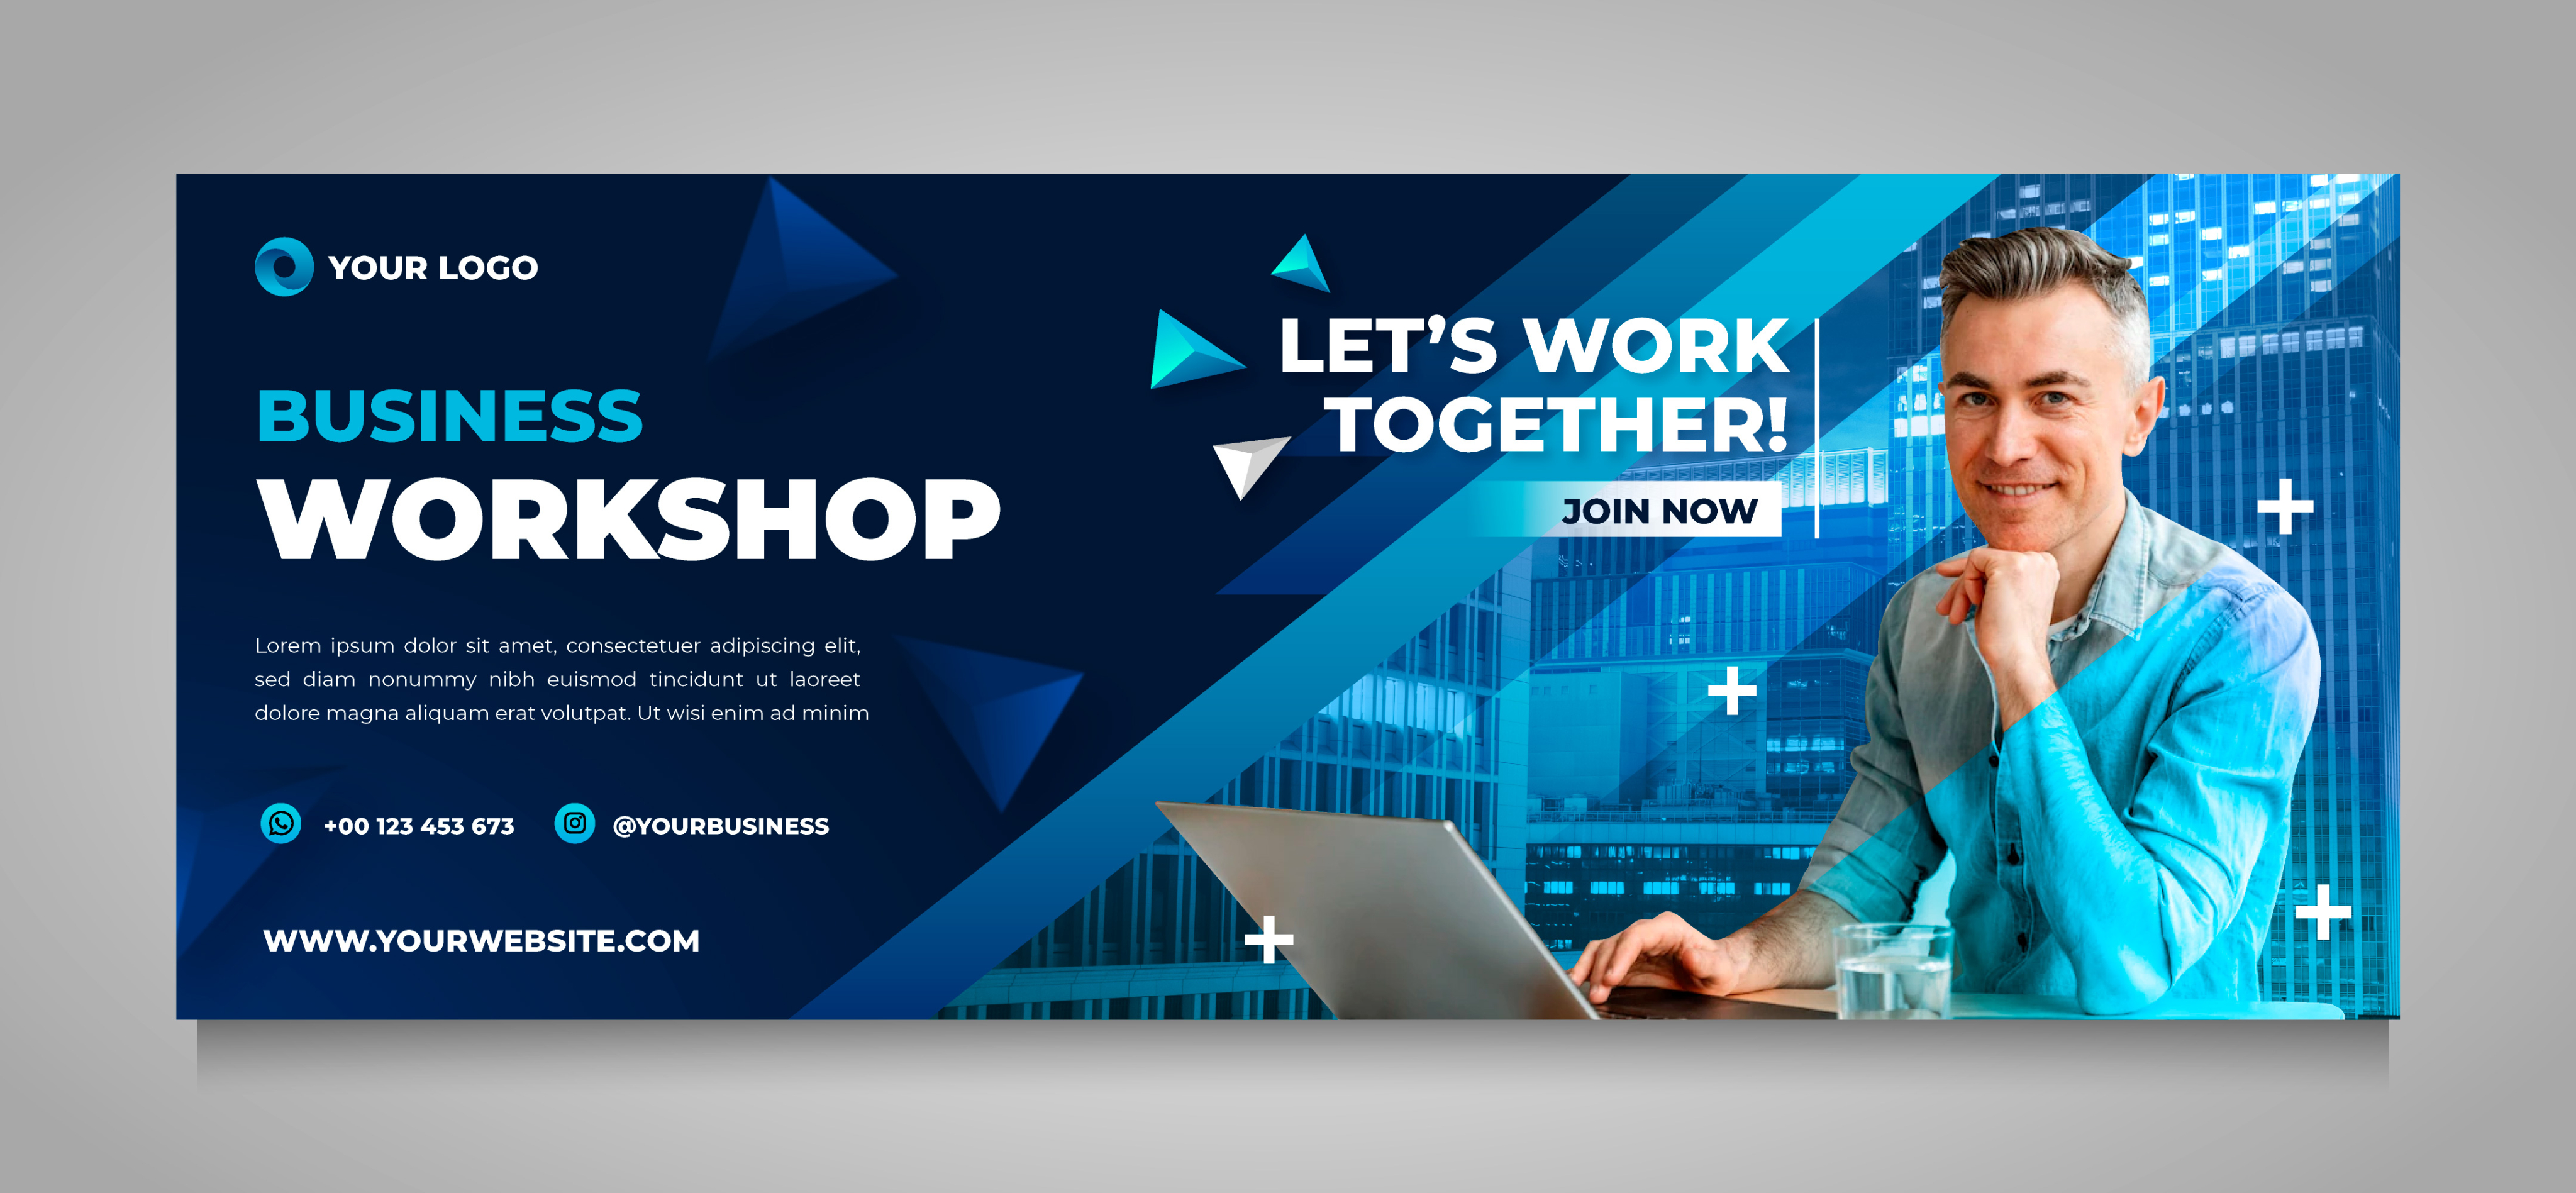 YOUR LOGO
BUSINESS
WORKSHOP
Lorem ipsum dolor sit amet, consectetuer adipiscing elit,
sed diam nonummy nibh euismod tincidunt ut laoreet
dolore magna aliquam erat volutpat. Ut wisi enim ad minim
+00 123 453 673
@YOURBUSINESS
WWW.YOURWEBSITE.COM
LET’S WORK
TOGETHER!
JOIN NOW